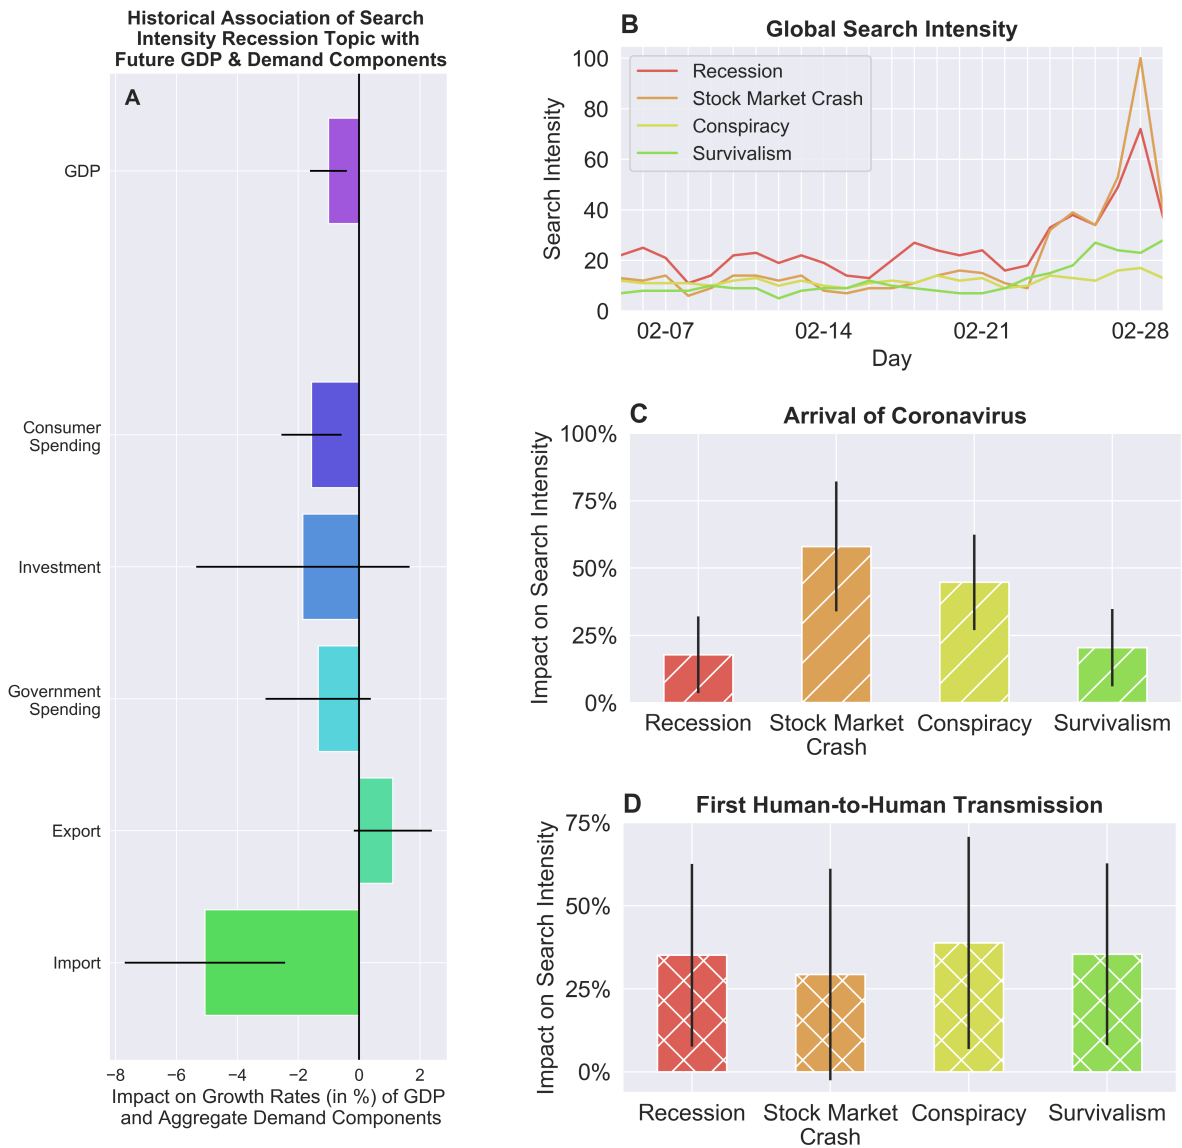 Historical Association of Search
Intensity Recession Topic with
Future GDP & Demand Components
A
GDP
Consumer
Spending
Investment
Government
Spending
Export
Import
−8 −6 −4 −2 0 2
Impact on Growth Rates (in %) of GDP
and Aggregate Demand Components
B
Global Search Intensity
Search Intensity
100
80
60
40
20
0
Recession
Stock Market Crash
Conspiracy
Survivalism
02-07 02-14 02-21 02-28
Day
C
Arrival of Coronavirus
Impact on Search Intensity
100%
75%
50%
25%
0%
Recession Stock Market Conspiracy Survivalism
Crash
D
First Human-to-Human Transmission
Impact on Search Intensity
75%
50%
25%
0%
Recession Stock Market Conspiracy Survivalism
Crash